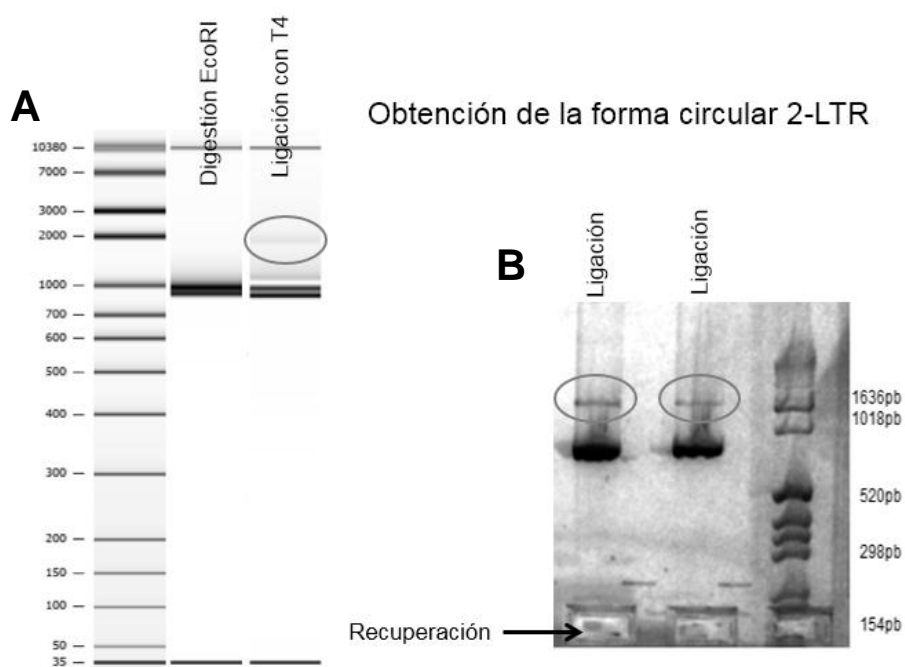 A
Digestión EcoRI
Ligación con T4
Obtención de la forma circular 2-LTR
10380
7000
3000
2000
1000
700
600
500
400
300
200
150
100
50
35
B
Ligación
Ligación
1636pb
1018pb
520pb
298pb
154pb
Recuperación